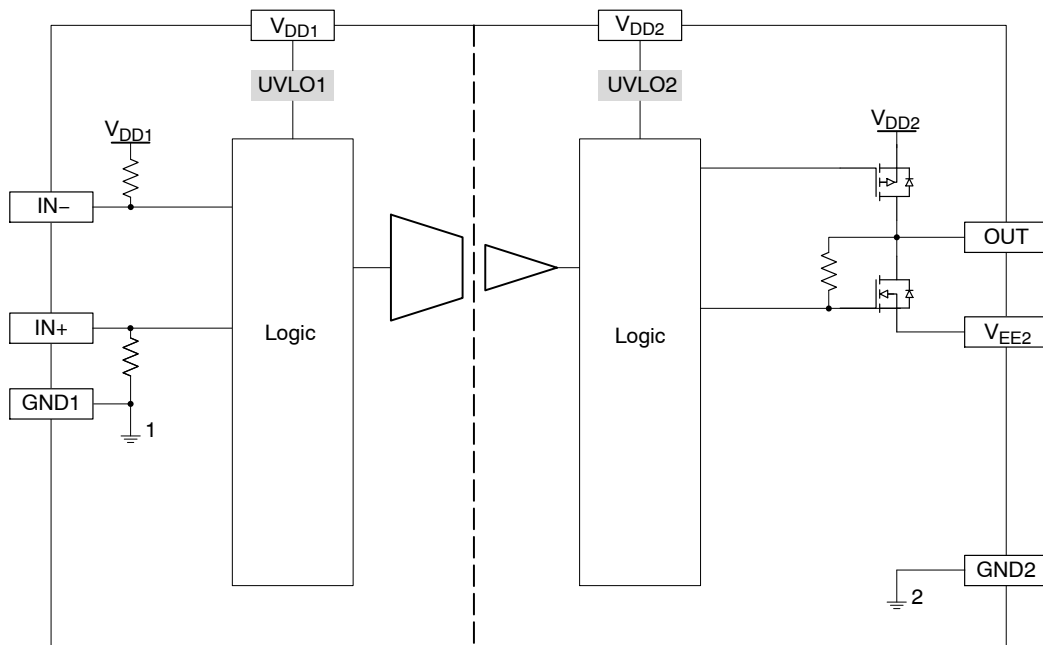 VDD1
VDD2
UVLO1
UVLO2
VDD1
VDD2
IN−
OUT
IN+
Logic
Logic
VEE2
GND1
1
GND2
2